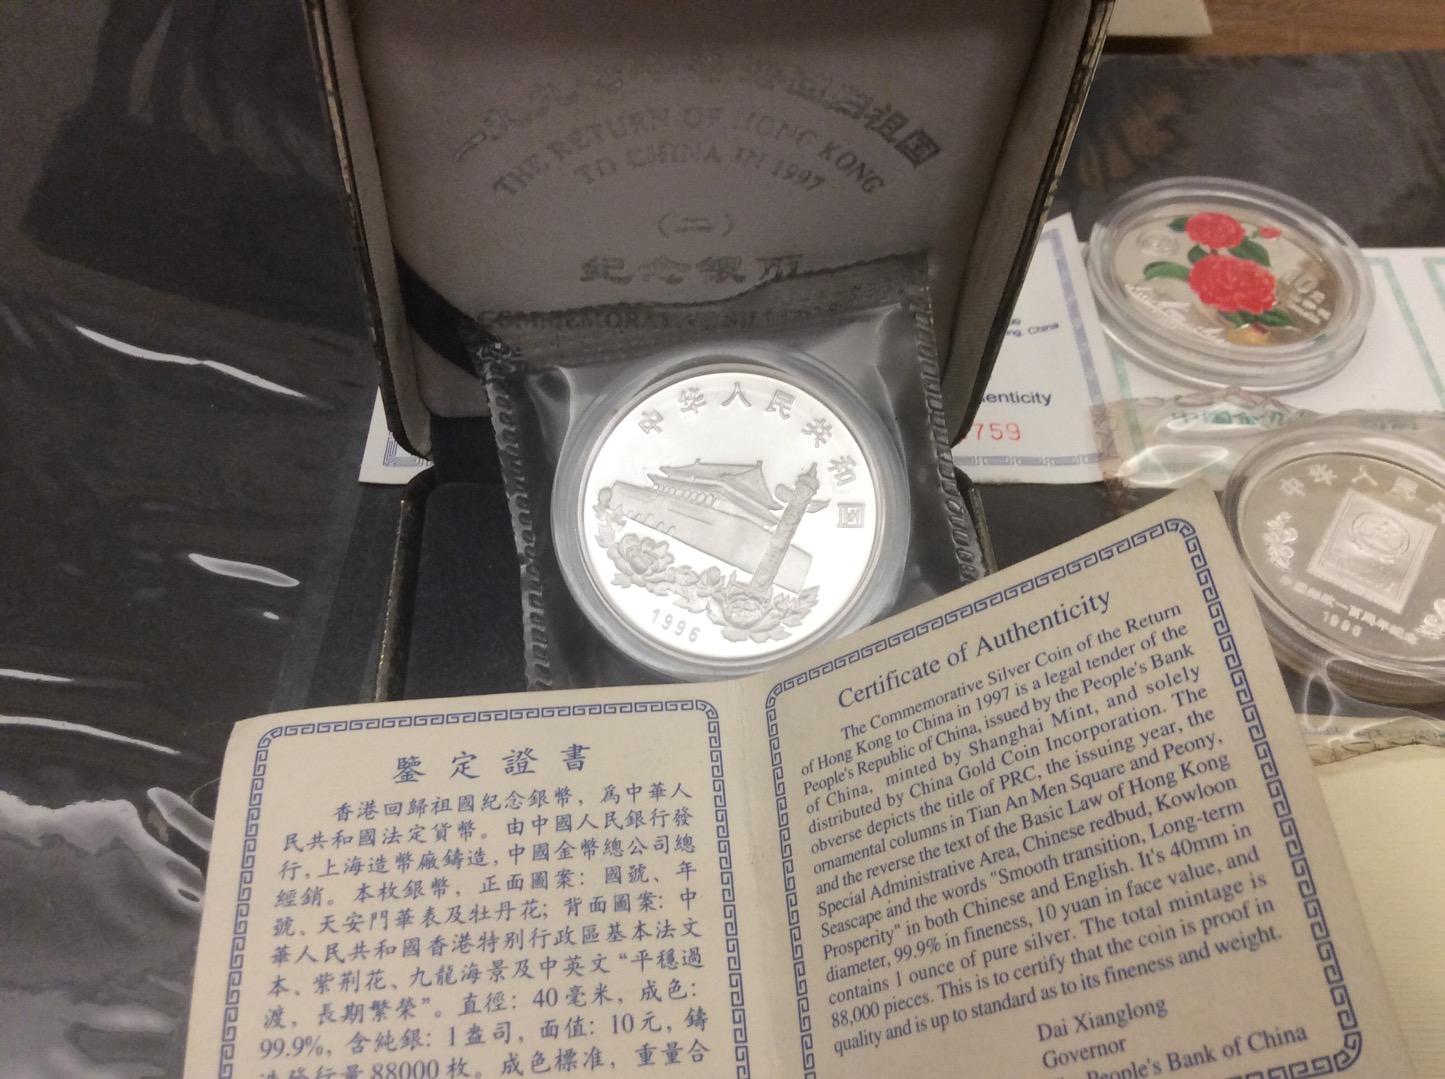 祖国
THE RETURN OF HONG KONG
TO CHINA IN 1997
(二)
紀念銀币
COMMEMORATIVE SILVER
中华人民共和国
1996
ng, China
enticity
759
中国金
中华人民
1996
Certificate of Authenticity
The Commemorative Silver Coin of the Return
of Hong Kong to China in 1997 is a legal tender of the
People's Republic of China, issued by the People's Bank
of China, minted by Shanghai Mint, and solely
distributed by China Gold Coin Incorporation. The
obverse depicts the title of PRC, the issuing year, the
ornamental columns in Tian An Men Square and Peony,
and the reverse the text of the Basic Law of Hong Kong
Special Administrative Area, Chinese redbud, Kowloon
Seascape and the words "Smooth transition, Long-term
Prosperity" in both Chinese and English. It's 40mm in
diameter, 99.9% in fineness, 10 yuan in face value, and
contains 1 ounce of pure silver. The total mintage is
88,000 pieces. This is to certify that the coin is proof in
quality and is up to standard as to its fineness and weight.
Dai Xianglong
Governor
People's Bank of China
鑒定證書
香港回歸祖國紀念銀幣，爲中華人
民共和國法定貨幣。由中國人民銀行發
行，上海造幣廠鑄造，中國金幣總公司總
經銷。本枚銀幣，正面圖案：國號、年
號、天安門華表及牡丹花；背面圖案：中
華人民共和國香港特别行政區基本法文
本、紫荆花、九龍海景及中英文“平穩過
渡，長期繁榮”。直徑：40毫米，成色：
99.9%，含純銀：1盎司，面值：10元，鑄
造發行量88000枚。成色標准，重量合